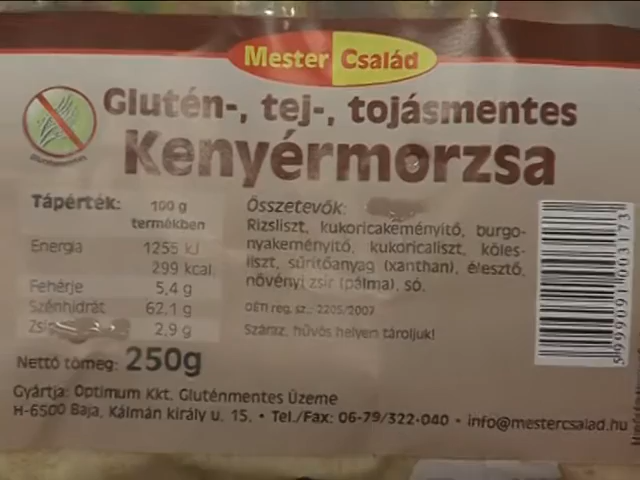 Mester Család
Glutén-, tej-, tojásmentes
Kenyérmorzsa
Tápérték: 100 g
termékben
Energia 1255 kJ
299 kcal
Fehérje 5,4 g
Szénhidrát 62,1 g
Zsír 2,9 g
Összetevők:
Rizsliszt, kukoricakeményítő, burgo-
nyakeményítő, kukoricaliszt, köles-
liszt, sűrítőanyag (xanthan), élesztő,
növényi zsír (pálma), só.
OÉTI reg. sz.: 2205/2007
Száraz, hűvös helyen tároljuk!
Nettó tömeg: 250g
Gyártja: Optimum Kkt. Gluténmentes Üzeme
H-6500 Baja, Kálmán király u. 15. • Tel./Fax: 06-79/322-040 • info@mestercsalad.hu
5999091003173